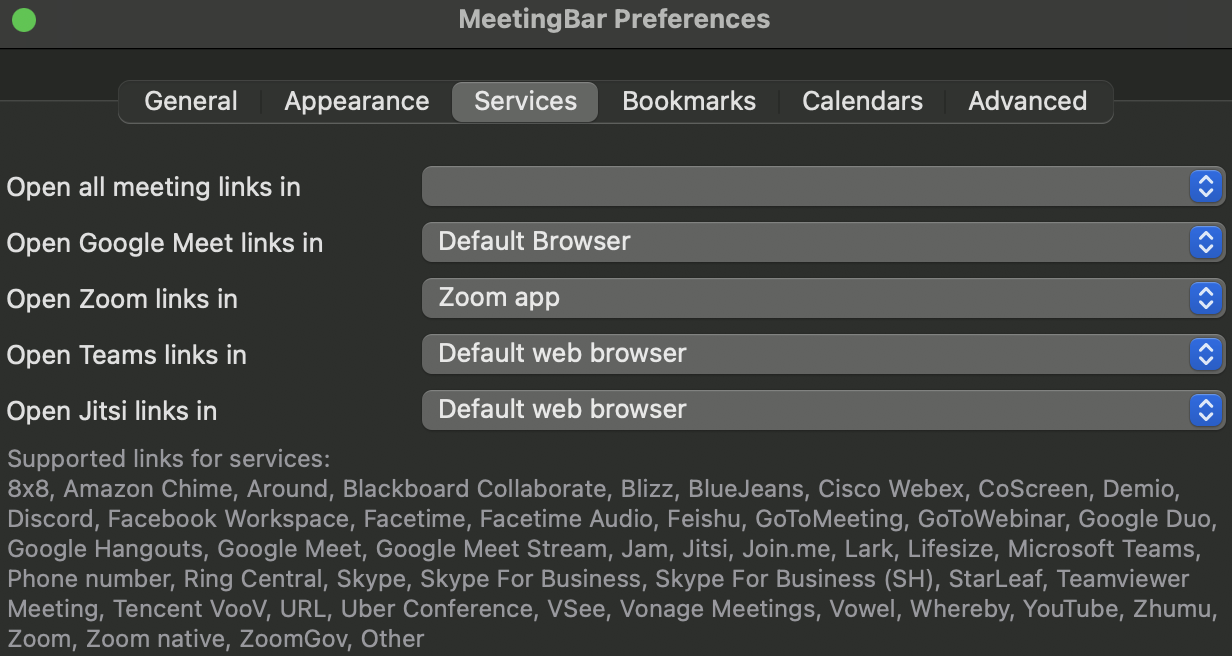 MeetingBar Preferences
General Appearance Services Bookmarks Calendars Advanced
Open all meeting links in
Open Google Meet links in Default Browser
Open Zoom links in Zoom app
Open Teams links in Default web browser
Open Jitsi links in Default web browser
Supported links for services:
8x8, Amazon Chime, Around, Blackboard Collaborate, Blizz, BlueJeans, Cisco Webex, CoScreen, Demio,
Discord, Facebook Workspace, Facetime, Facetime Audio, Feishu, GoToMeeting, GoToWebinar, Google Duo,
Google Hangouts, Google Meet, Google Meet Stream, Jam, Jitsi, Join.me, Lark, Lifesize, Microsoft Teams,
Phone number, Ring Central, Skype, Skype For Business, Skype For Business (SH), StarLeaf, Teamviewer
Meeting, Tencent VooV, URL, Uber Conference, VSee, Vonage Meetings, Vowel, Whereby, YouTube, Zhumu,
Zoom, Zoom native, ZoomGov, Other